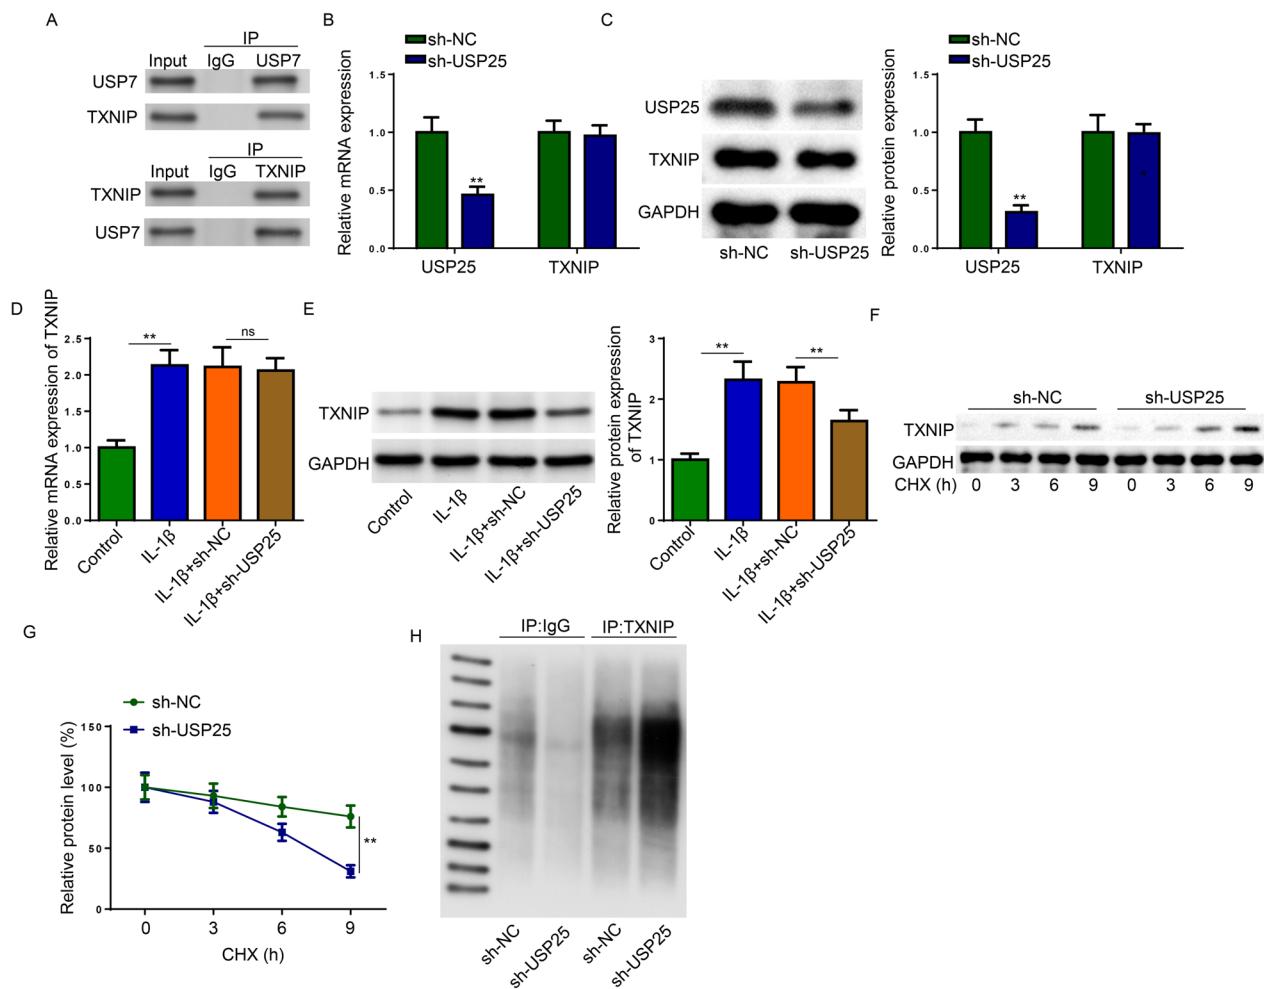 A
IP
Input IgG USP7
USP7
TXNIP
IP
Input IgG TXNIP
TXNIP
USP7
B
sh-NC
sh-USP25
Relative mRNA expression
1.5
1.0
0.5
0.0
**
USP25 TXNIP
C
USP25
TXNIP
GAPDH
sh-NC sh-USP25
sh-NC
sh-USP25
Relative protein expression
1.5
1.0
0.5
0.0
**
USP25 TXNIP
D
Relative mRNA expression of TXNIP
2.5
2.0
1.5
1.0
0.5
0.0
** ns
Control IL-1β IL-1β+sh-NC IL-1β+sh-USP25
E
TXNIP
GAPDH
Control IL-1β IL-1β+sh-NC IL-1β+sh-USP25
Relative protein expression
of TXNIP
3
2
1
0
** **
Control IL-1β IL-1β+sh-NC IL-1β+sh-USP25
F
sh-NC sh-USP25
TXNIP
GAPDH
CHX (h) 0 3 6 9 0 3 6 9
G
sh-NC
sh-USP25
Relative protein level (%)
150
100
50
0
**
0 3 6 9
CHX (h)
H
IP:IgG IP:TXNIP
sh-NC sh-USP25 sh-NC sh-USP25